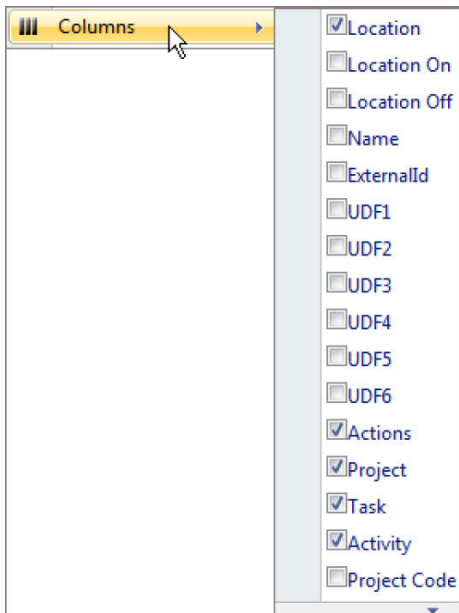 Columns
Location
Location On
Location Off
Name
ExternalId
UDF1
UDF2
UDF3
UDF4
UDF5
UDF6
Actions
Project
Task
Activity
Project Code